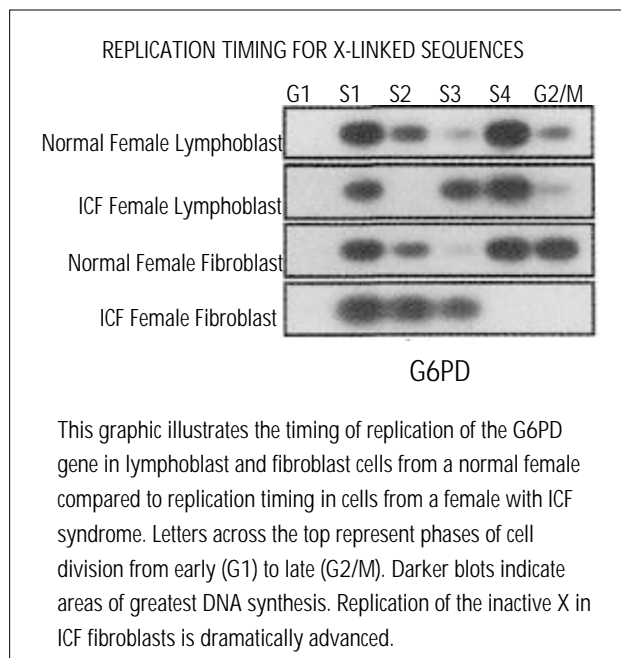 REPLICATION TIMING FOR X-LINKED SEQUENCES
G1 S1 S2 S3 S4 G2/M
Normal Female Lymphoblast
ICF Female Lymphoblast
Normal Female Fibroblast
ICF Female Fibroblast
G6PD
This graphic illustrates the timing of replication of the G6PD
gene in lymphoblast and fibroblast cells from a normal female
compared to replication timing in cells from a female with ICF
syndrome. Letters across the top represent phases of cell
division from early (G1) to late (G2/M). Darker blots indicate
areas of greatest DNA synthesis. Replication of the inactive X in
ICF fibroblasts is dramatically advanced.